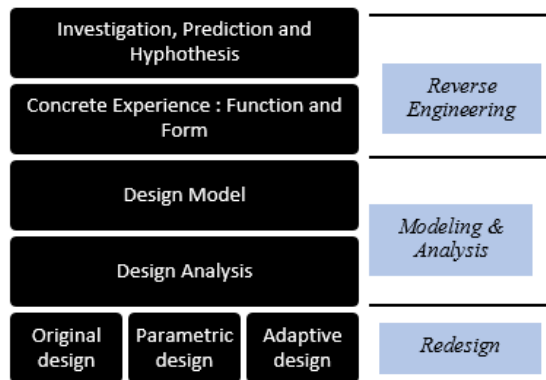 Investigation, Prediction and
Hyphothesis
Reverse
Engineering
Concrete Experience : Function and
Form
Design Model
Modeling &
Analysis
Design Analysis
Original
design
Parametric
design
Adaptive
design
Redesign